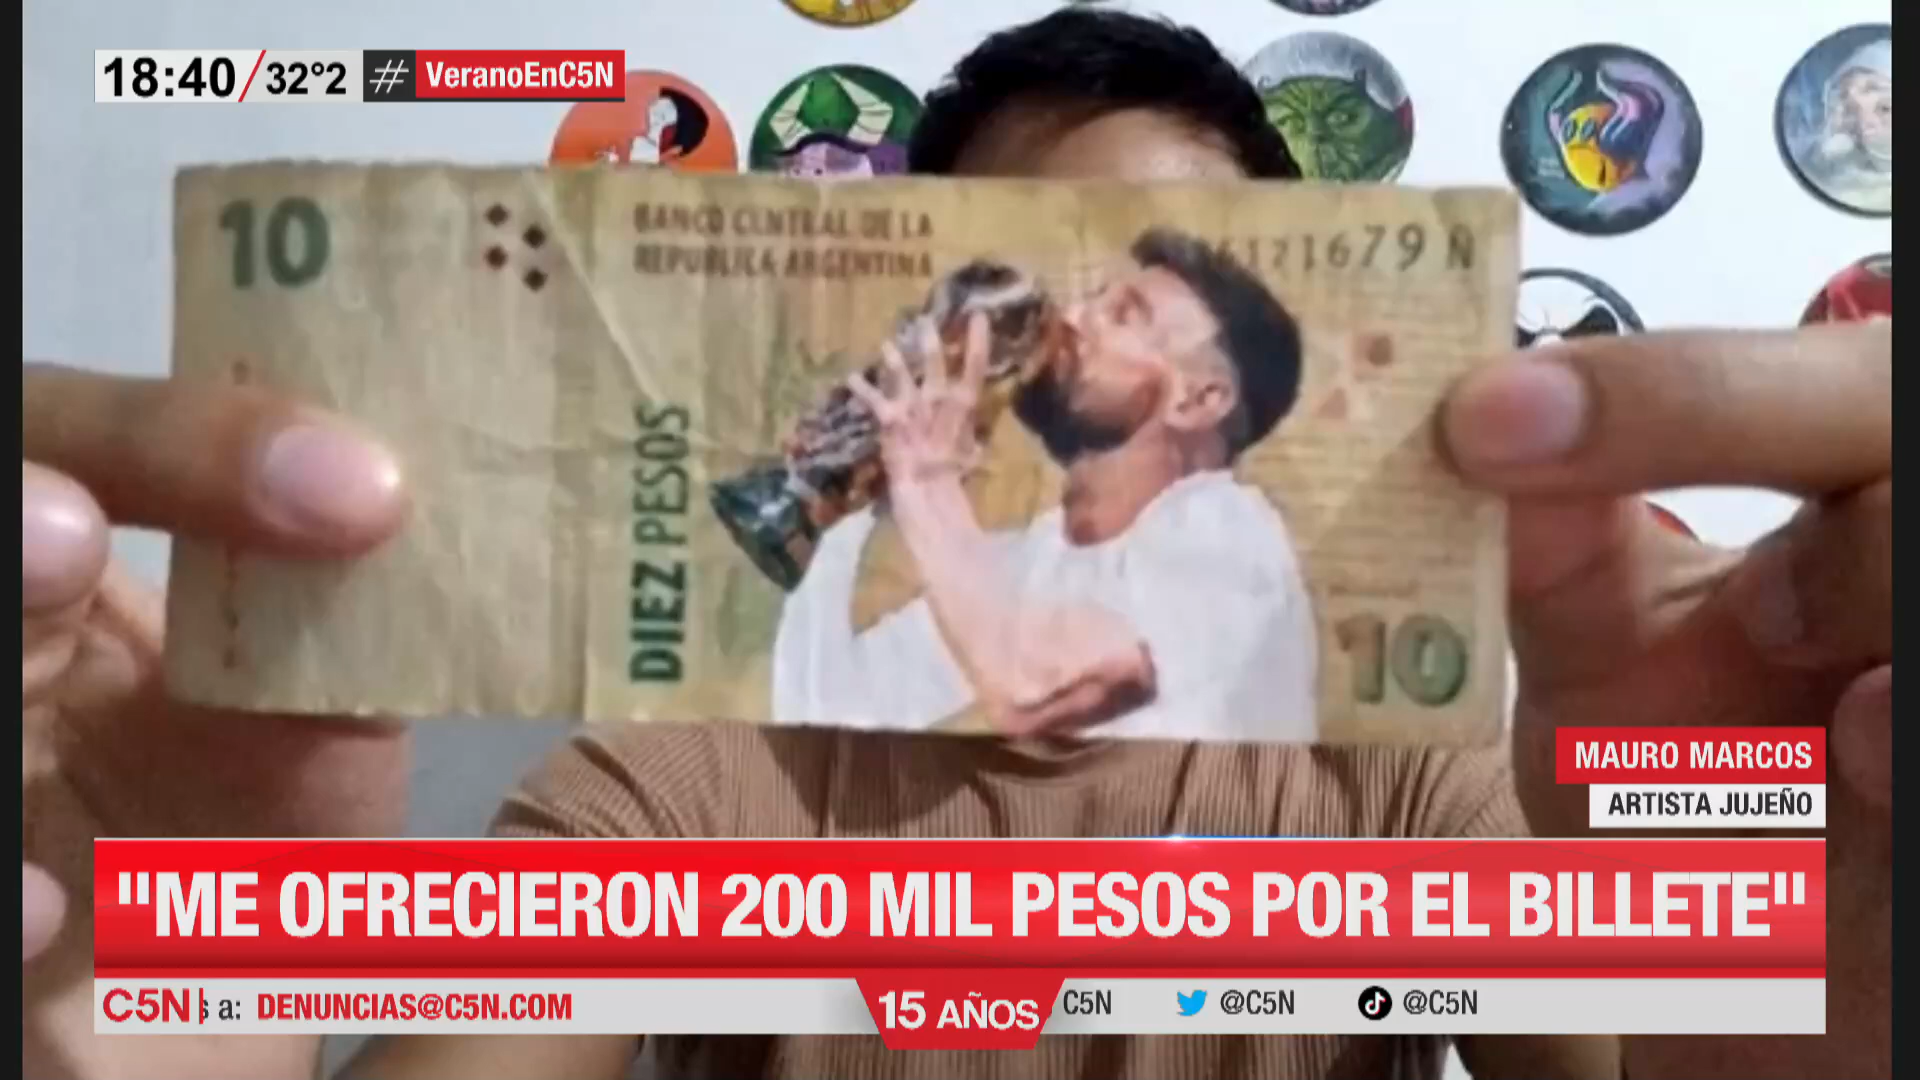 18:40/32°2 # VeranoEnC5N
10
BANCO CENTRAL DE LA
REPUBLICA ARGENTINA
121679 N
DIEZ PESOS
10
MAURO MARCOS
ARTISTA JUJEÑO
"ME OFRECIERON 200 MIL PESOS POR EL BILLETE"
C5N a: DENUNCIAS@C5N.COM 15 AÑOS C5N @C5N @C5N